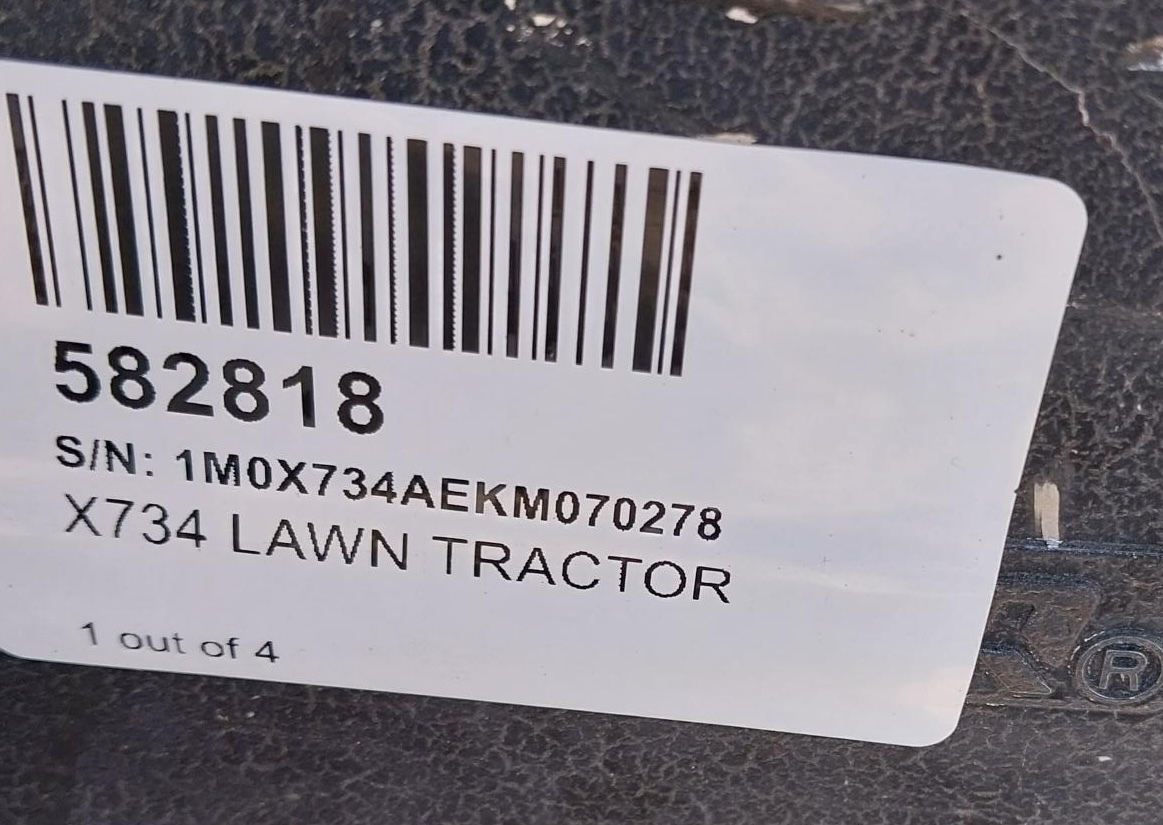 582818
S/N: 1M0X734AEKM070278
X734 LAWN TRACTOR
1 out of 4
K®